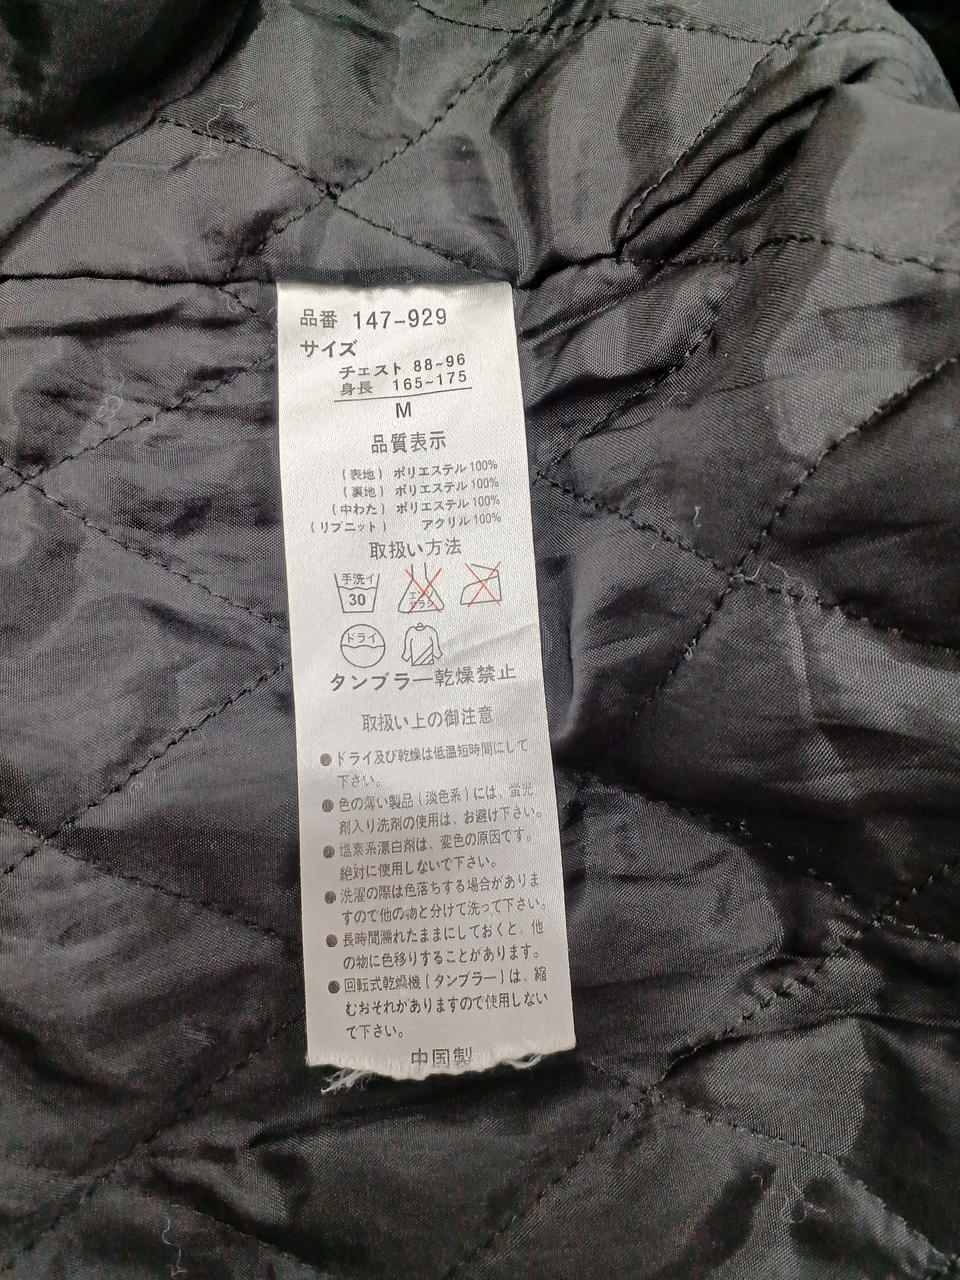 品番 147-929
サイズ
チェスト 88~96
身長 165~175
M
品質表示
(表地) ポリエステル 100%
(裏地) ポリエステル 100%
(中わた) ポリエステル 100%
(リブニット) アクリル 100%
取扱い方法
手洗イ
30
エンソ
サラシ
ドライ
タンブラー乾燥禁止
取扱い上の御注意
●ドライ及び乾燥は低温短時間にして
下さい。
●色の薄い製品(淡色系)には、蛍光
剤入り洗剤の使用は、お避け下さい。
●塩素系漂白剤は、変色の原因です。
絶対に使用しないで下さい。
●洗濯の際は色落ちする場合がありま
すので他の物と分けて洗って下さい。
●長時間濡れたままにしておくと、他
の物に色移りすることがあります。
●回転式乾燥機(タンブラー)は、縮
むおそれがありますので使用しない
で下さい。
中国製